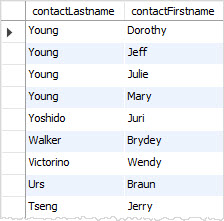 contactLastname contactFirstname
Young Dorothy
Young Jeff
Young Julie
Young Mary
Yoshido Juri
Walker Brydey
Victorino Wendy
Urs Braun
Tseng Jerry